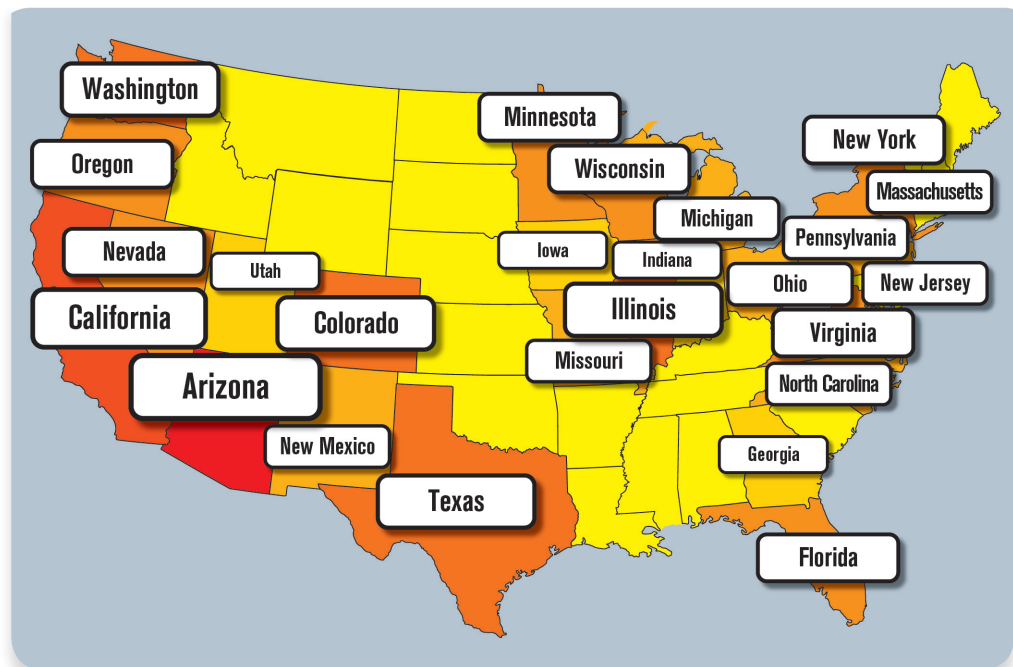 Washington
Minnesota
New York
Oregon
Wisconsin
Massachusetts
Michigan
Pennsylvania
Nevada
Iowa
Indiana
Utah
Ohio
New Jersey
California
Colorado
Illinois
Virginia
Missouri
Arizona
North Carolina
New Mexico
Georgia
Texas
Florida